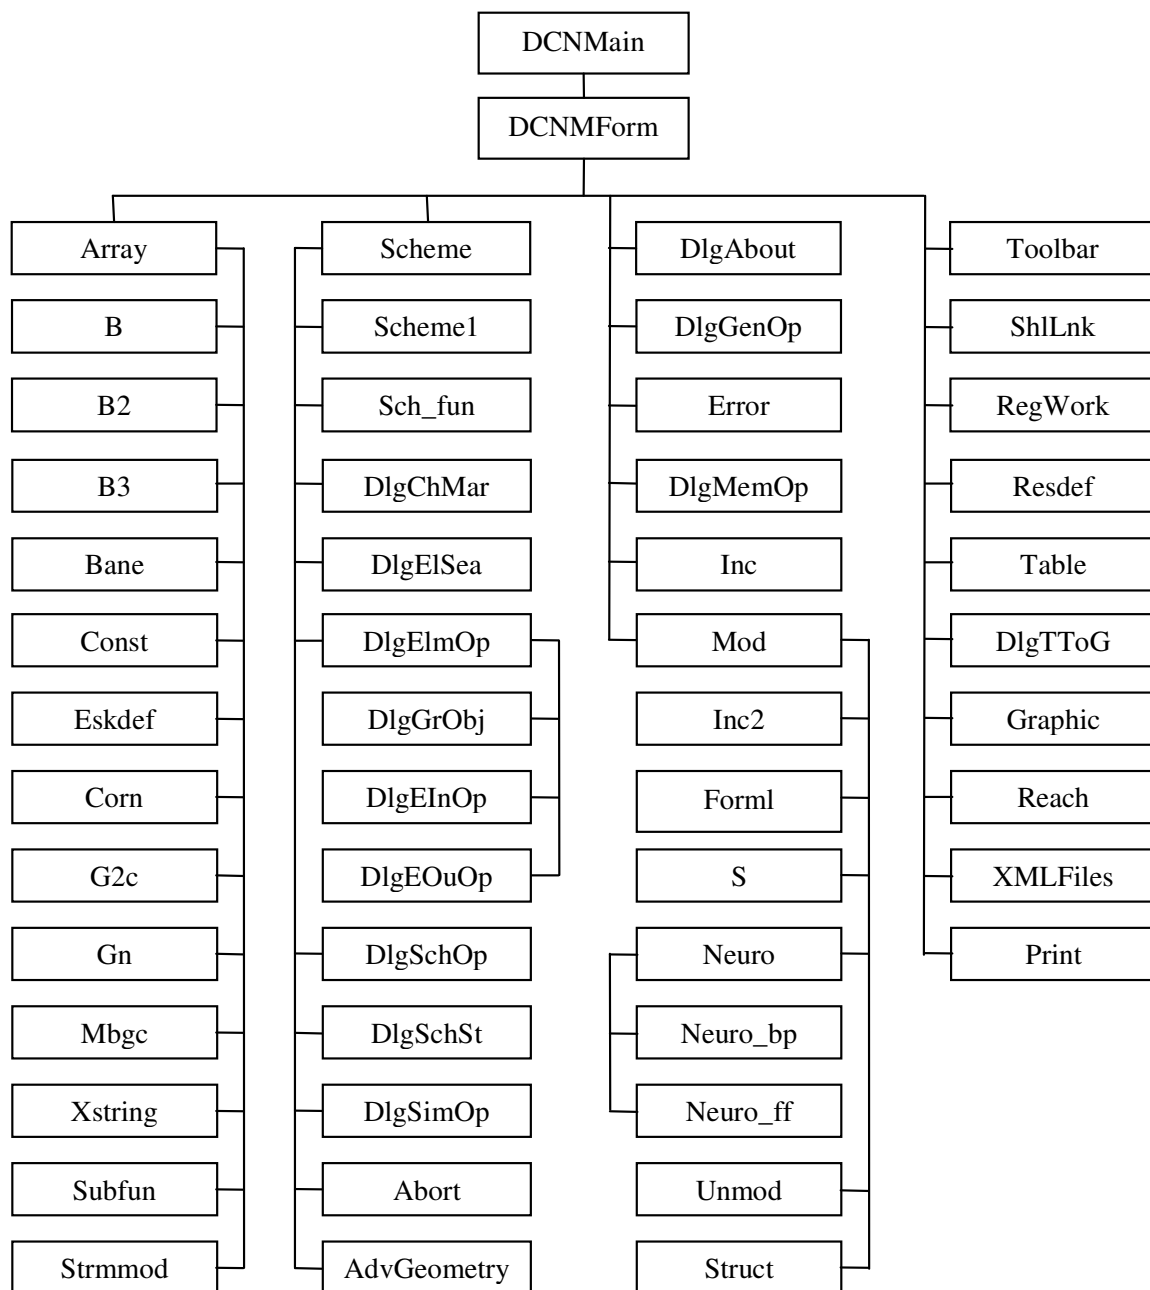 DCNMain
DCNMForm
Array
B
B2
B3
Bane
Const
Eskdef
Corn
G2c
Gn
Mbgc
Xstring
Subfun
Strmmod
Scheme
Scheme1
Sch_fun
DlgChMar
DlgElSea
DlgElmOp
DlgGrObj
DlgEInOp
DlgEOuOp
DlgSchOp
DlgSchSt
DlgSimOp
Abort
AdvGeometry
DlgAbout
DlgGenOp
Error
DlgMemOp
Inc
Mod
Inc2
Forml
S
Neuro
Neuro_bp
Neuro_ff
Unmod
Struct
Toolbar
ShlLnk
RegWork
Resdef
Table
DlgTToG
Graphic
Reach
XMLFiles
Print